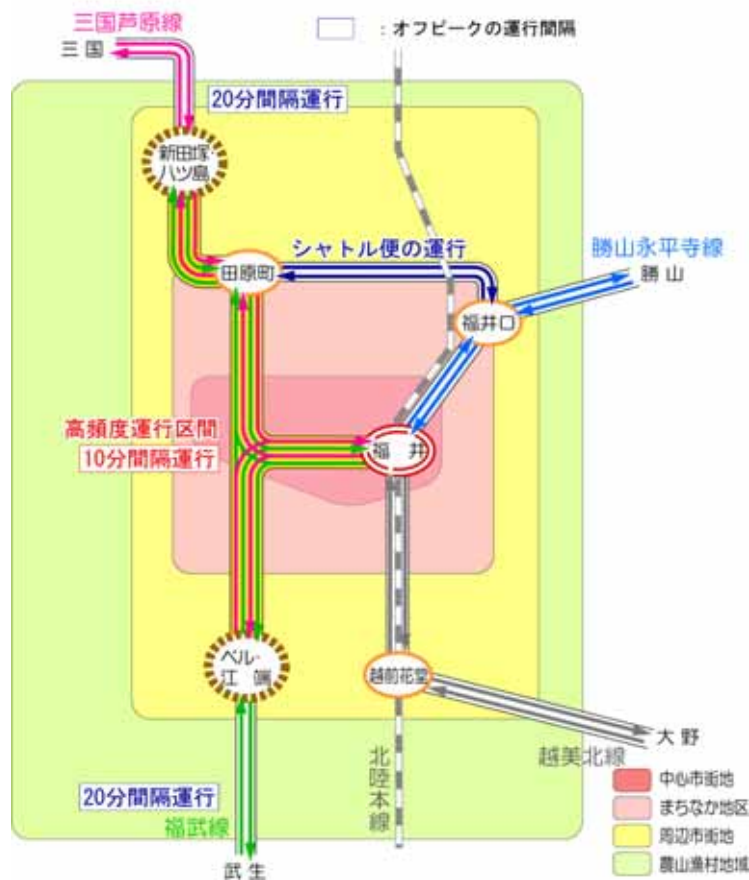 三国芦原線
三国
：オフピークの運行間隔
20分間隔運行
新田塚・
八ツ島
シャトル便の運行
田原町
勝山永平寺線
勝山
福井口
高頻度運行区間
10分間隔運行
福井
ベル・
江端
越前花堂
大野
越美北線
北陸本線
20分間隔運行
福武線
武生
中心市街地
まちなか地区
周辺市街地
農山漁村地域